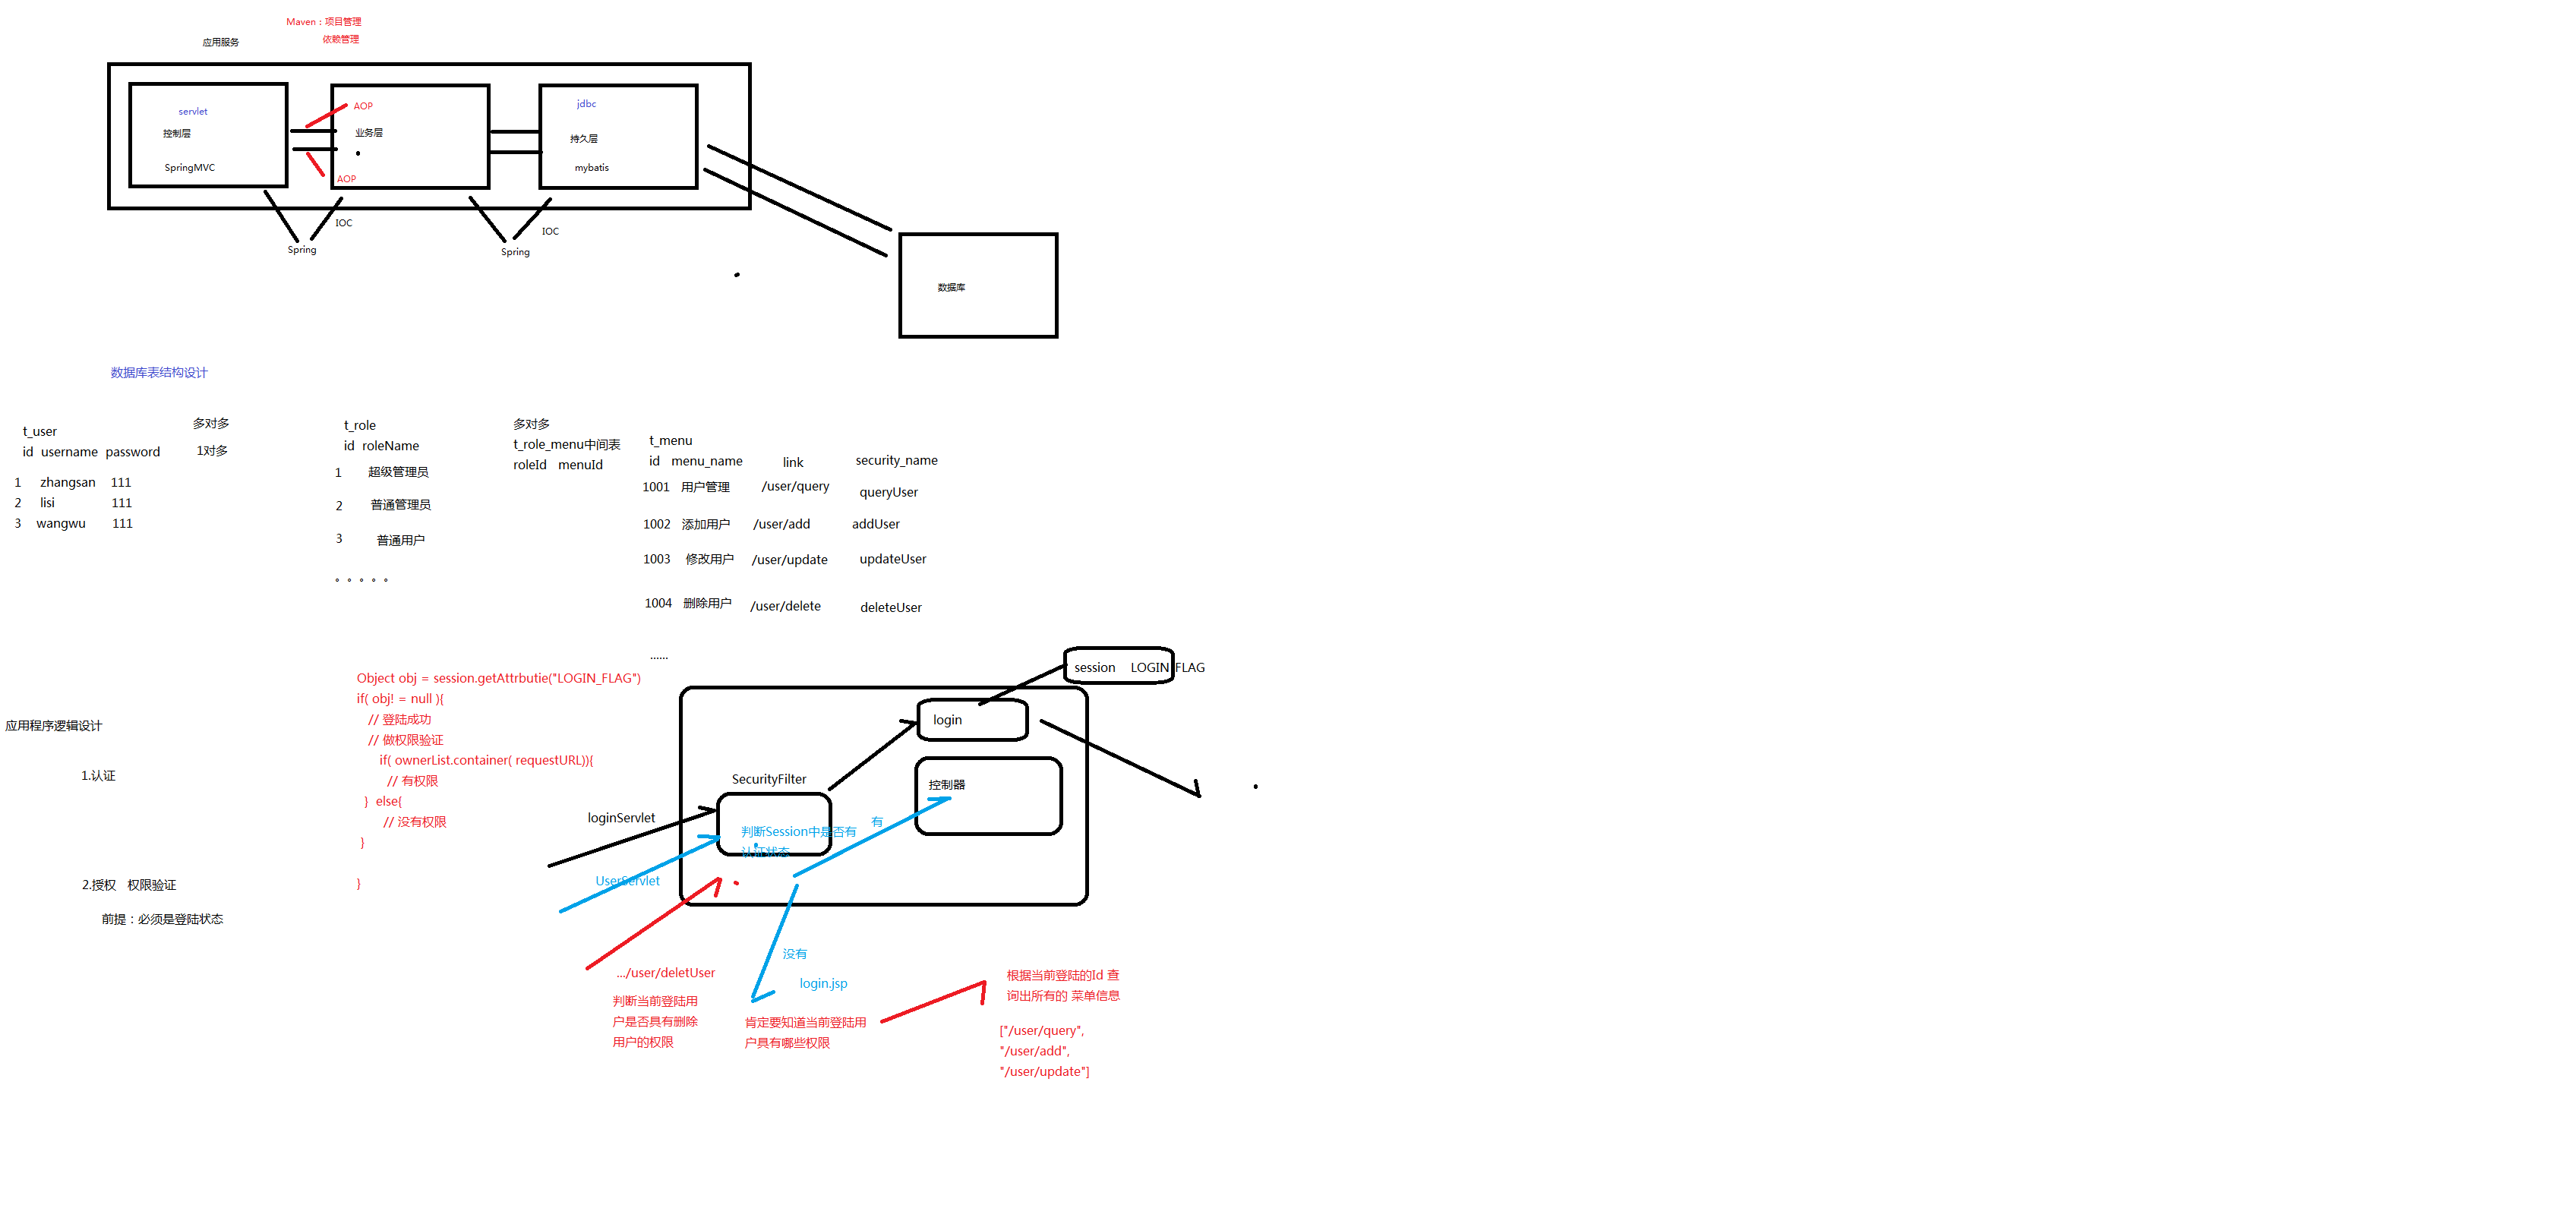 Maven：项目管理
依赖管理
应用服务
servlet
控制层
SpringMVC
AOP
业务层
AOP
jdbc
持久层
mybatis
IOC
Spring
IOC
Spring
数据库
数据库表结构设计
t_user
id username password
1 zhangsan 111
2 lisi 111
3 wangwu 111
多对多
1对多
t_role
id roleName
1 超级管理员
2 普通管理员
3 普通用户
。。。。。
多对多
t_role_menu中间表
roleId menuId
t_menu
id menu_name link security_name
1001 用户管理 /user/query queryUser
1002 添加用户 /user/add addUser
1003 修改用户 /user/update updateUser
1004 删除用户 /user/delete deleteUser
......
应用程序逻辑设计
1.认证
2.授权 权限验证
前提：必须是登陆状态
Object obj = session.getAttrbutie("LOGIN_FLAG")
if( obj! = null ){
// 登陆成功
// 做权限验证
if( ownerList.container( requestURL)){
// 有权限
} else{
// 没有权限
}
}
session LOGIN_FLAG
login
控制器
SecurityFilter
loginServlet
判断Session中是否有
认证状态
有
UserServlet
没有
login.jsp
.../user/deletUser
判断当前登陆用
户是否具有删除
用户的权限
肯定要知道当前登陆用
户具有哪些权限
根据当前登陆的Id 查
询出所有的 菜单信息
["/user/query",
"/user/add",
"/user/update"]